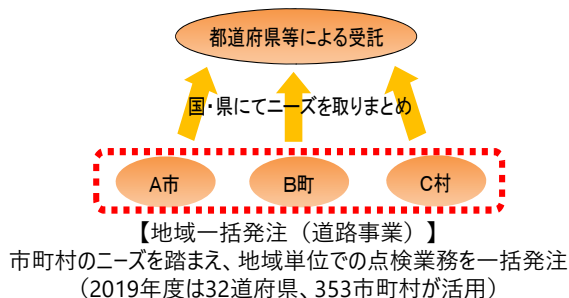 都道府県等による受託
国・県にてニーズを取りまとめ
A市
B町
C村
【地域一括発注（道路事業）】
市町村のニーズを踏まえ、地域単位での点検業務を一括発注
（2019年度は32道府県、353市町村が活用）